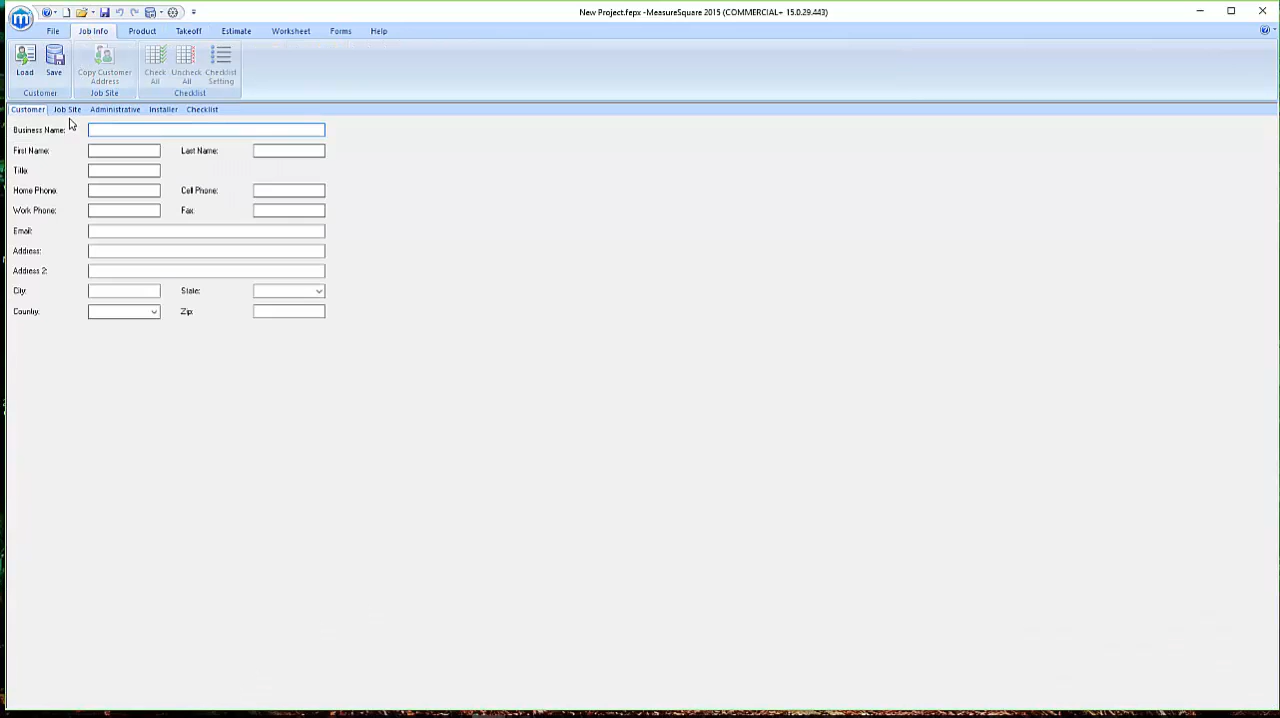 New Project.fepx -MeasureSquare 2015 (COMMERCIAL+ 15.0.29.443)
File Job Info Product Takeoff Estimate Worksheet Forms Help
Load Save Copy Customer Address Check All Uncheck All Checklist Setting
Customer Job Site Checklist
Customer Job Site Administrative Installer Checklist
Business Name:
First Name: Last Name:
Title:
Home Phone: Cell Phone:
Work Phone: Fax:
Email:
Address:
Address 2:
City: State:
Country: Zip: